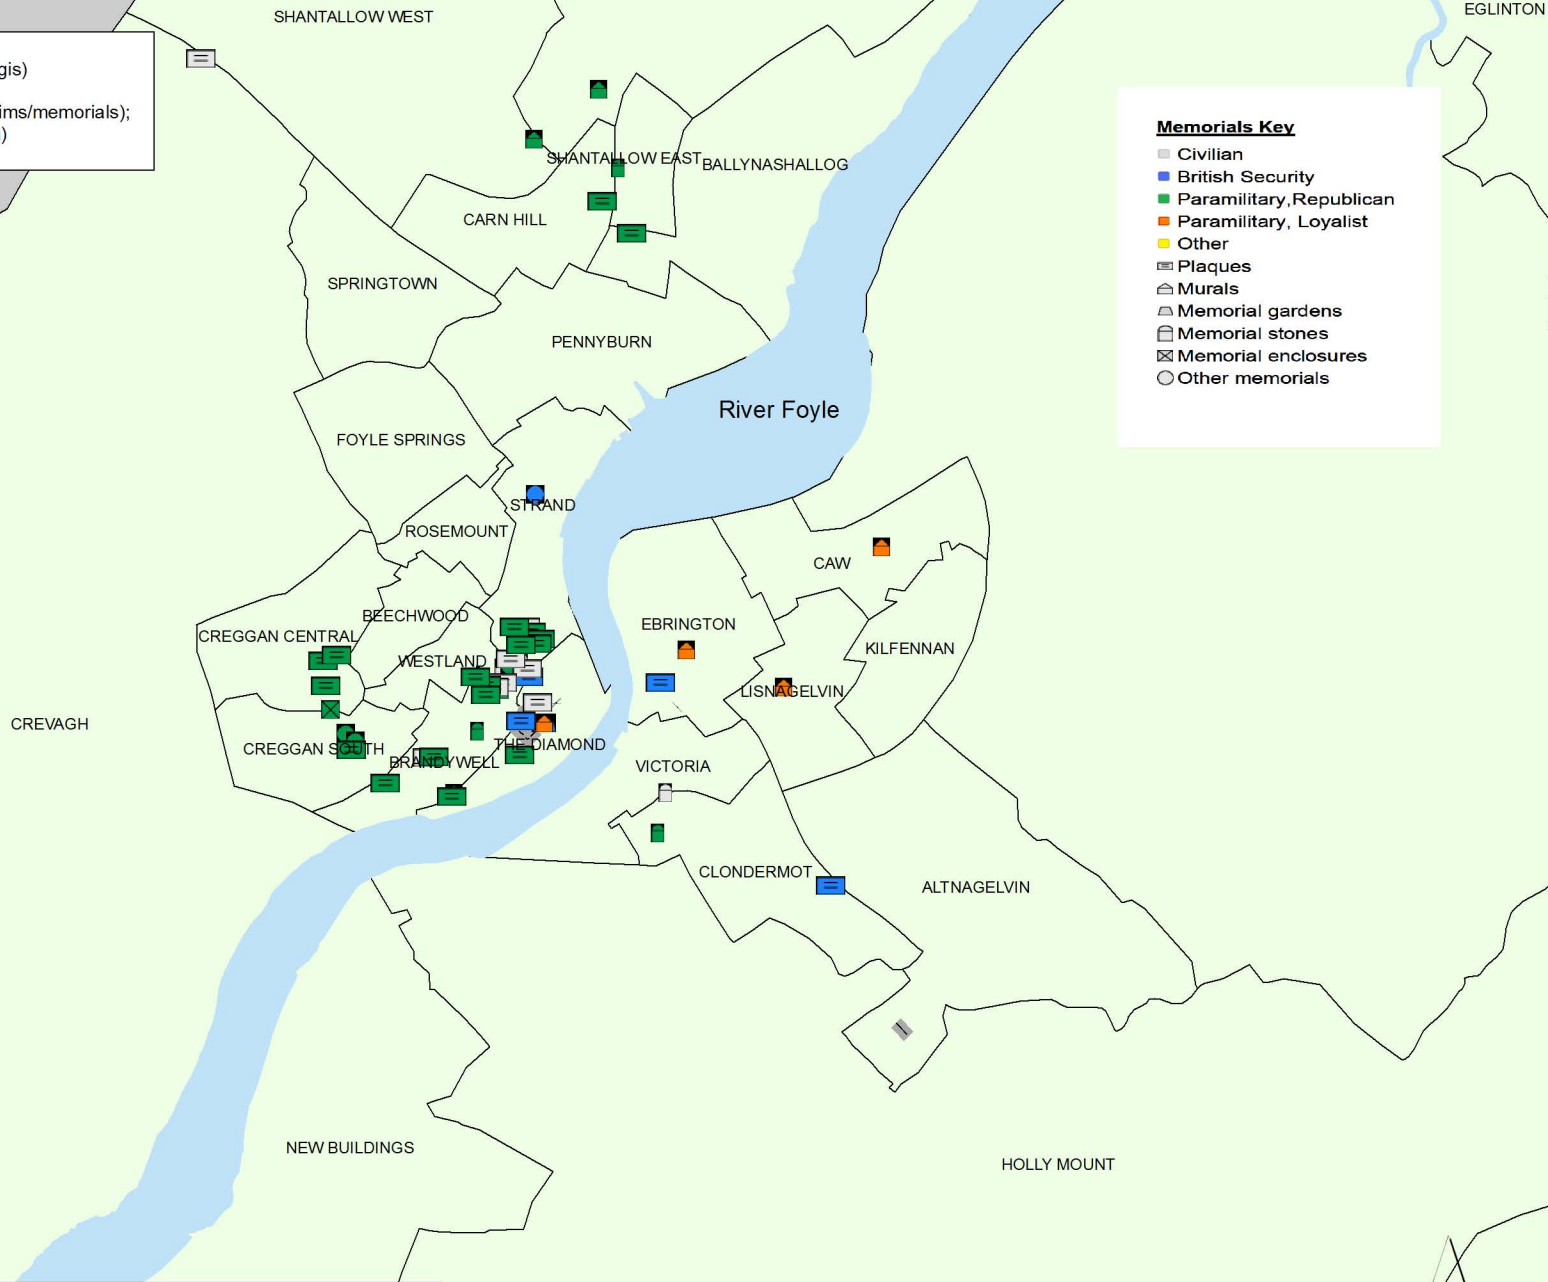 SHANTALLOW WEST
EGLINTON
gis)
ims/memorials);
)
Memorials Key
Civilian
British Security
Paramilitary,Republican
Paramilitary, Loyalist
Other
Plaques
Murals
Memorial gardens
Memorial stones
Memorial enclosures
Other memorials
SHANTALLOW EAST
BALLYNASHALLOG
CARN HILL
SPRINGTOWN
PENNYBURN
River Foyle
FOYLE SPRINGS
STRAND
ROSEMOUNT
CAW
BEECHWOOD
EBRINGTON
CREGGAN CENTRAL
KILFENNAN
WESTLAND
LISNAGELVIN
CREVAGH
THE DIAMOND
CREGGAN SOUTH
BRANDYWELL
VICTORIA
CLONDERMOT
ALTNAGELVIN
NEW BUILDINGS
HOLLY MOUNT